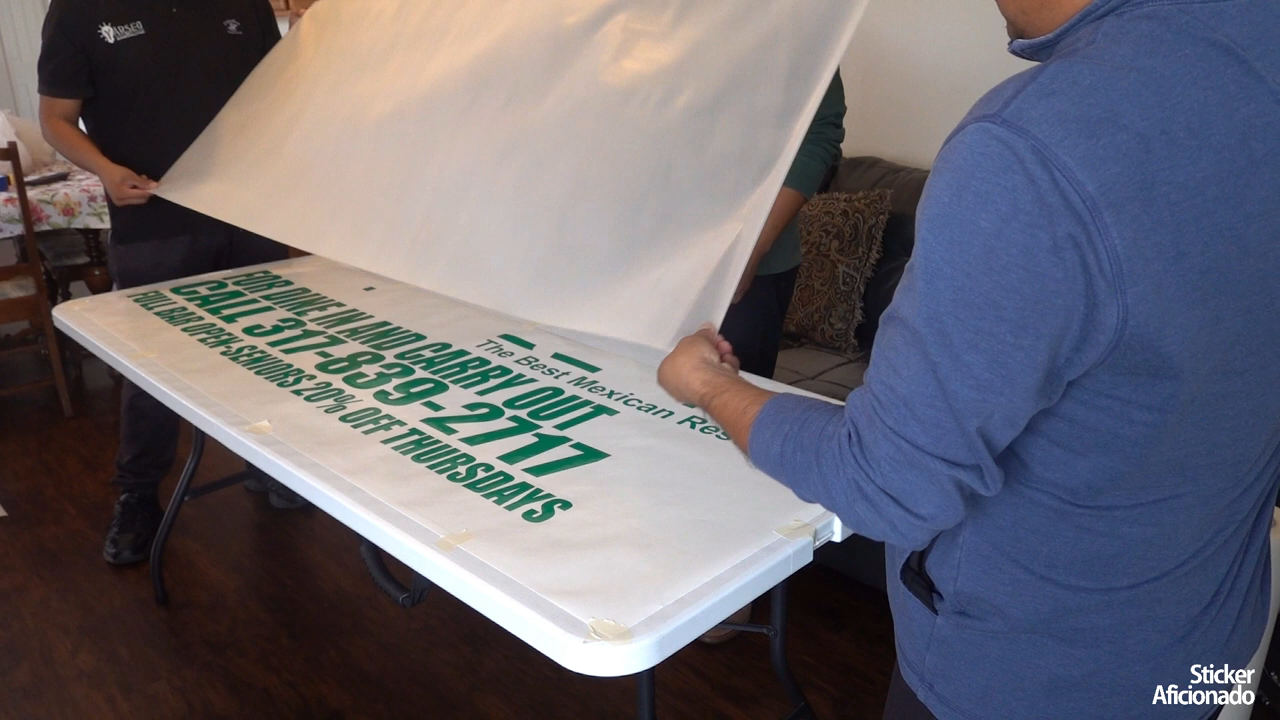 The Best Mexican Res
FOR DINE IN AND CARRY OUT
CALL 317-839-2717
FULL BAR OPEN-SENIORS 20% OFF THURSDAYS
Sticker
Aficionado